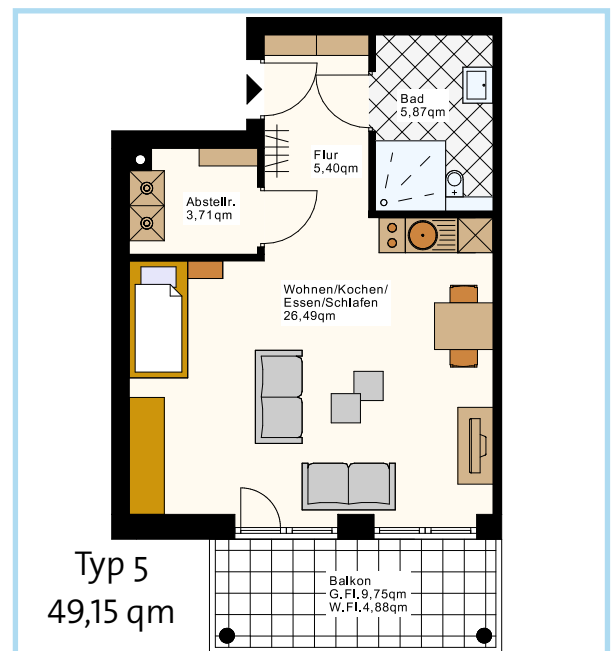 Bad
5,87qm
Flur
5,40qm
Abstellr.
3,71qm
Wohnen/Kochen/
Essen/Schlafen
26,49qm
Typ 5
49,15 qm
Balkon
G.Fl.9,75qm
W.Fl.4,88qm